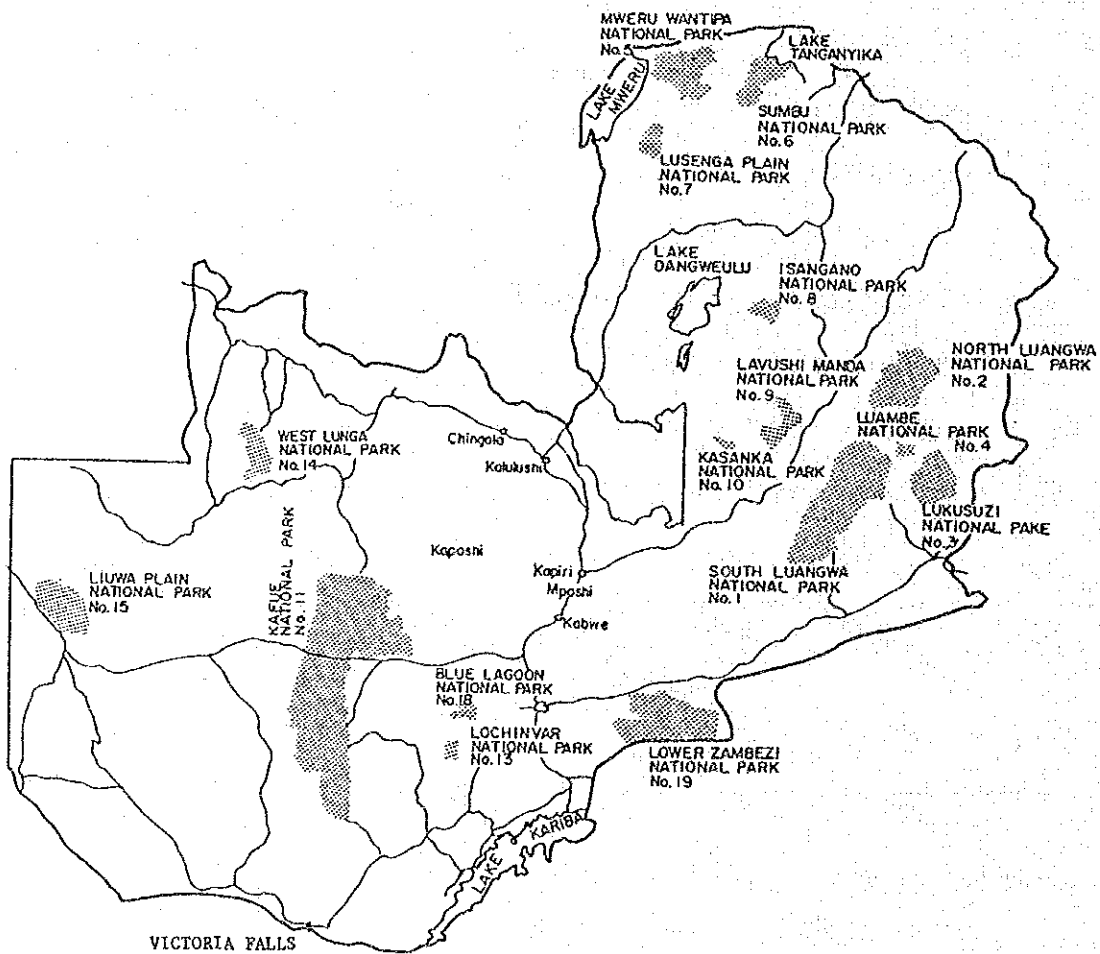 MWERU WANTIPA
NATIONAL PARK
No.5
LAKE
TANGANYIKA
LAKE
MWERU
SUMBU
NATIONAL PARK
No.6
LUSENGA PLAIN
NATIONAL PARK
No.7
LAKE
DANGWEULU
ISANGANO
NATIONAL PARK
No.8
NORTH LUANGWA
NATIONAL PARK
No.2
LAVUSHI MANDA
NATIONAL PARK
No.9
LUAMBE
NATIONAL PARK
No.4
Chingola
Kalulushi
WEST LUNGA
NATIONAL PARK
No.14
KASANKA
NATIONAL PARK
No.10
LUKUSUZI
NATIONAL PAKE
No.3
Kaposhi
Kapiri
Mposhi
Kabwe
SOUTH LUANGWA
NATIONAL PARK
No.1
LIUWA PLAIN
NATIONAL PARK
No.15
KAFUE
NATIONAL PARK
No.11
BLUE LAGOON
NATIONAL PARK
No.18
LOCHINVAR
NATIONAL PARK
No.13
LOWER ZAMBEZI
NATIONAL PARK
No.19
LAKE KARIBA
VICTORIA FALLS